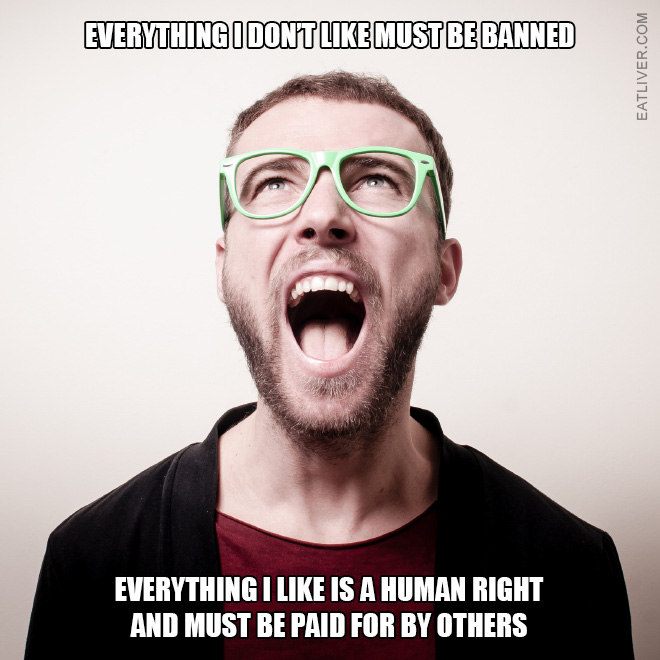 EVERYTHING I DON'T LIKE MUST BE BANNED
EATLIVER.COM
EVERYTHING I LIKE IS A HUMAN RIGHT
AND MUST BE PAID FOR BY OTHERS